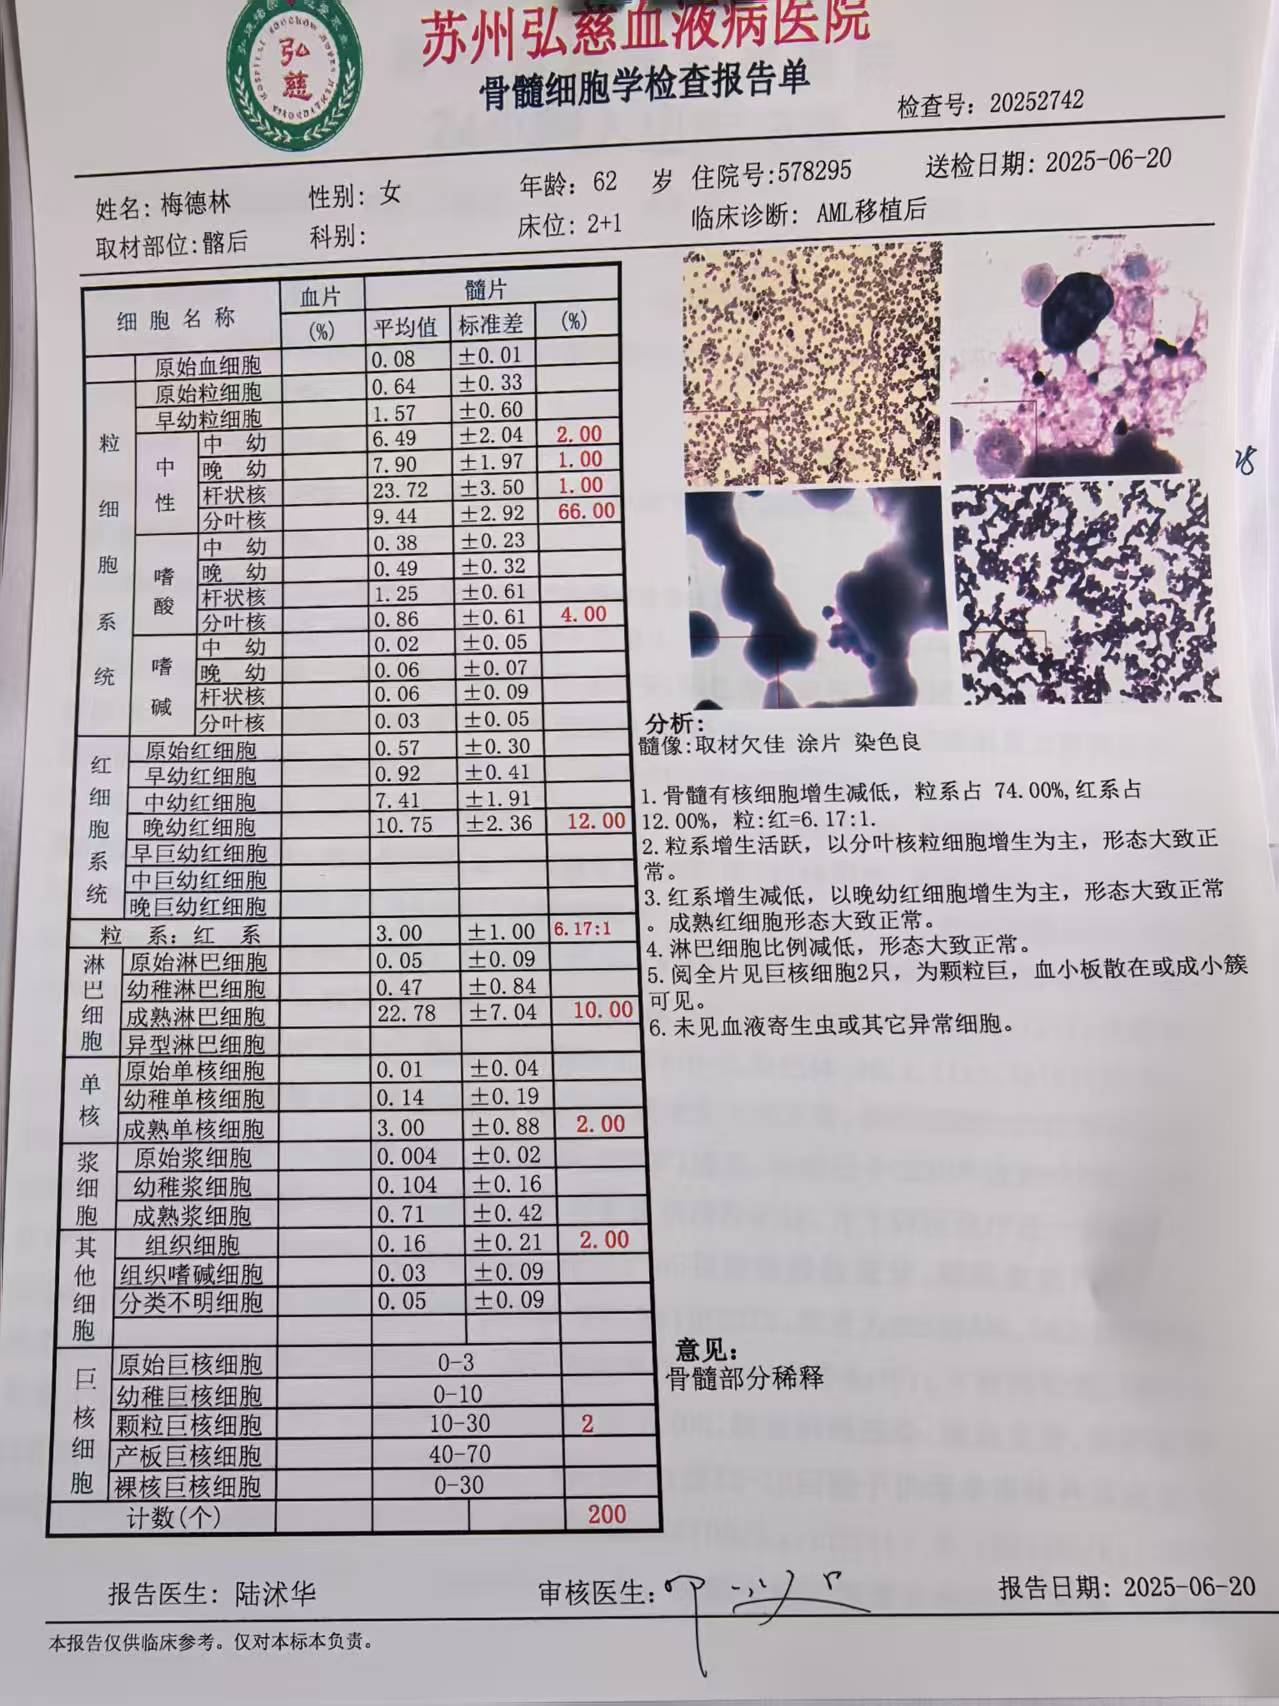 弘慈
苏州弘慈血液病医院
骨髓细胞学检查报告单
检查号: 20252742
姓名: 梅德林 性别: 女 年龄: 62 岁 住院号:578295 送检日期: 2025-06-20
取材部位:髂后 科别: 床位: 2+1 临床诊断: AML移植后
细胞名称 血片 髓片
(%) 平均值 标准差 (%)
原始血细胞 0.08 ±0.01
粒细胞系统
原始粒细胞 0.64 ±0.33
早幼粒细胞 1.57 ±0.60
中性
中 幼 6.49 ±2.04 2.00
晚 幼 7.90 ±1.97 1.00
杆状核 23.72 ±3.50 1.00
分叶核 9.44 ±2.92 66.00
嗜酸
中 幼 0.38 ±0.23
晚 幼 0.49 ±0.32
杆状核 1.25 ±0.61
分叶核 0.86 ±0.61 4.00
嗜碱
中 幼 0.02 ±0.05
晚 幼 0.06 ±0.07
杆状核 0.06 ±0.09
分叶核 0.03 ±0.05
红细胞系统
原始红细胞 0.57 ±0.30
早幼红细胞 0.92 ±0.41
中幼红细胞 7.41 ±1.91
晚幼红细胞 10.75 ±2.36 12.00
早巨幼红细胞
中巨幼红细胞
晚巨幼红细胞
粒 系: 红 系 3.00 ±1.00 6.17:1
淋巴细胞
原始淋巴细胞 0.05 ±0.09
幼稚淋巴细胞 0.47 ±0.84
成熟淋巴细胞 22.78 ±7.04 10.00
异型淋巴细胞
单核
原始单核细胞 0.01 ±0.04
幼稚单核细胞 0.14 ±0.19
成熟单核细胞 3.00 ±0.88 2.00
浆细胞
原始浆细胞 0.004 ±0.02
幼稚浆细胞 0.104 ±0.16
成熟浆细胞 0.71 ±0.42
其他细胞
组织细胞 0.16 ±0.21 2.00
组织嗜碱细胞 0.03 ±0.09
分类不明细胞 0.05 ±0.09
巨核细胞
原始巨核细胞 0-3
幼稚巨核细胞 0-10
颗粒巨核细胞 10-30 2
产板巨核细胞 40-70
裸核巨核细胞 0-30
计数(个) 200
分析:
髓像:取材欠佳 涂片 染色良
1.骨髓有核细胞增生减低，粒系占 74.00%,红系占
12.00%，粒:红=6.17:1.
2.粒系增生活跃，以分叶核粒细胞增生为主，形态大致正
常。
3.红系增生减低，以晚幼红细胞增生为主，形态大致正常
。成熟红细胞形态大致正常。
4.淋巴细胞比例减低，形态大致正常。
5.阅全片见巨核细胞2只，为颗粒巨，血小板散在或成小簇
可见。
6.未见血液寄生虫或其它异常细胞。
意见:
骨髓部分稀释
报告医生: 陆沭华 审核医生: 报告日期: 2025-06-20
本报告仅供临床参考。仅对本标本负责。